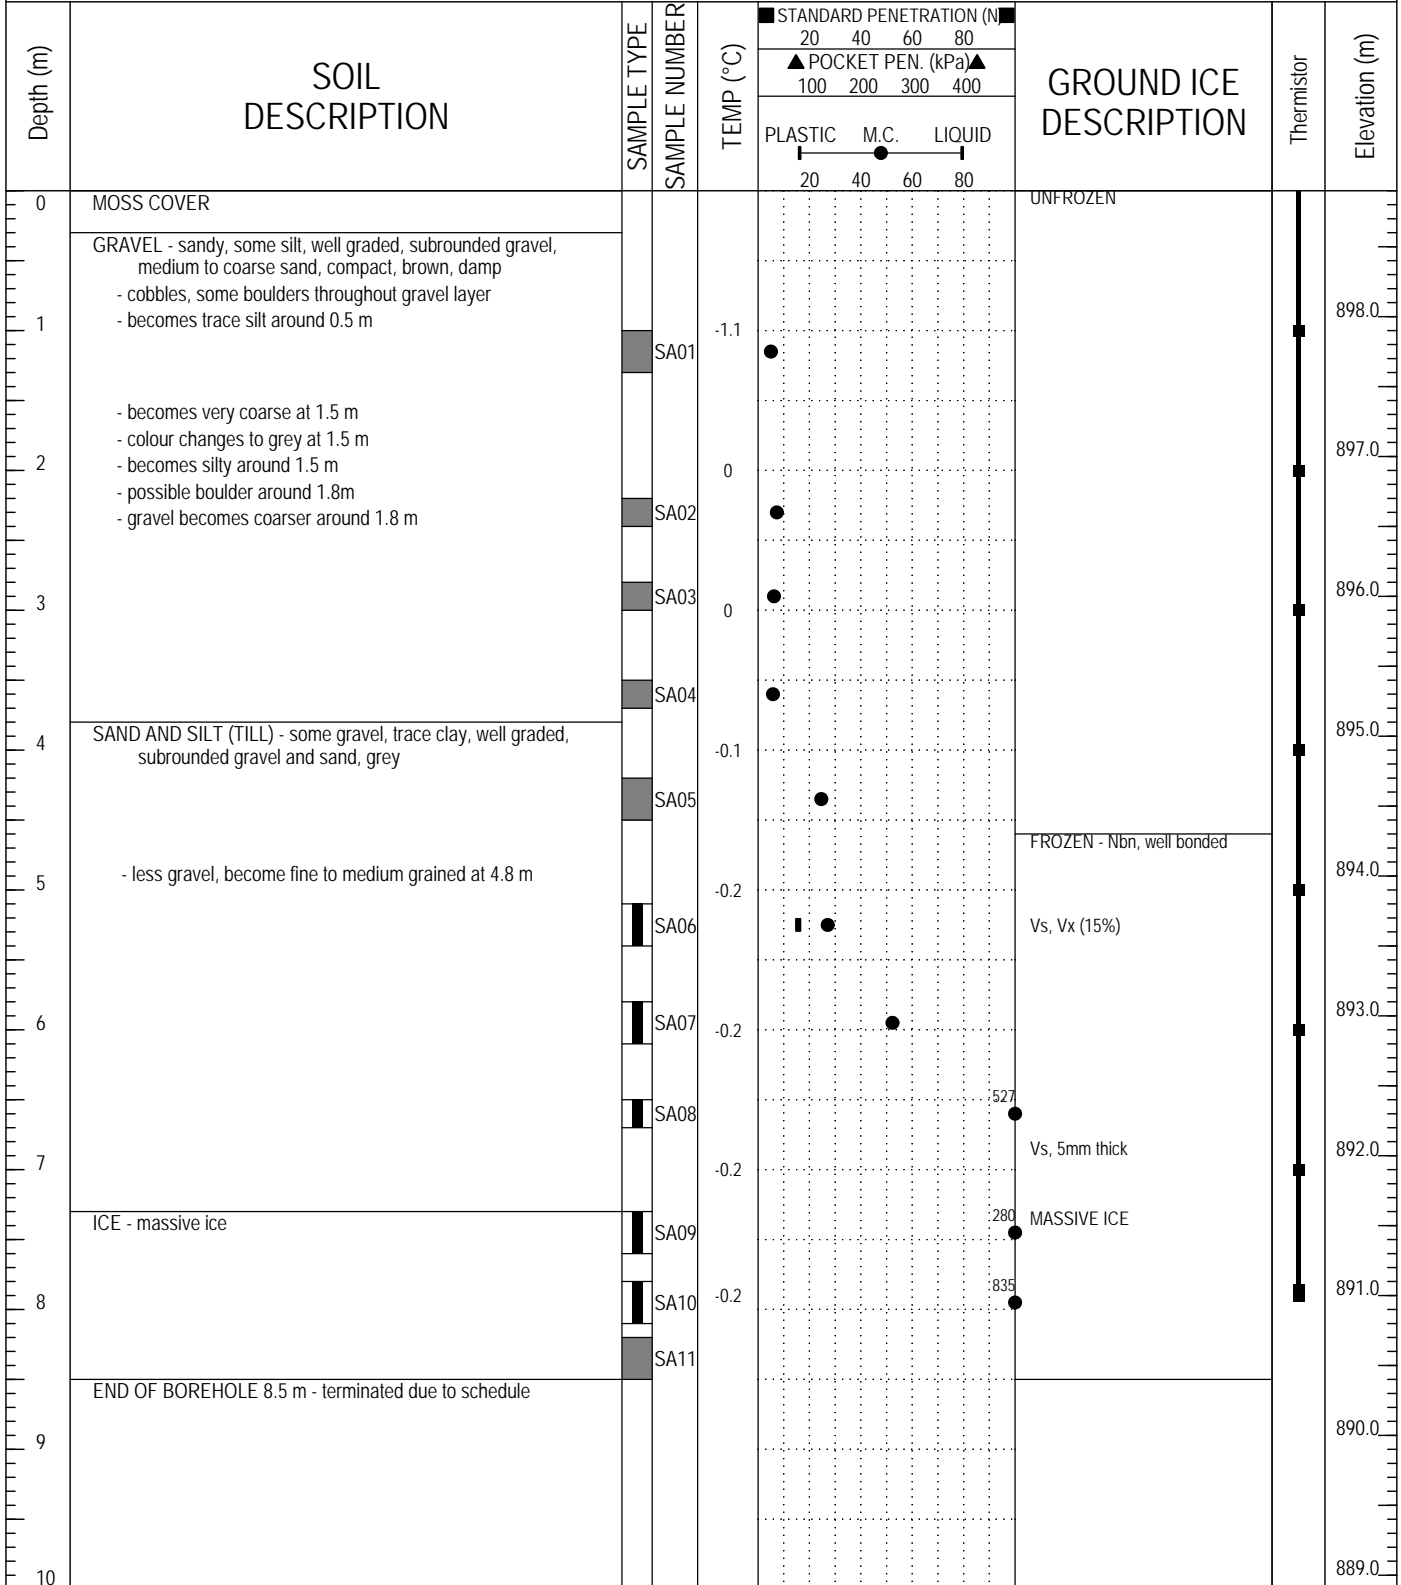 Depth (m)
SOIL
DESCRIPTION
SAMPLE TYPE
SAMPLE NUMBER
TEMP (°C)
STANDARD PENETRATION (N)
20 40 60 80
POCKET PEN. (kPa)
100 200 300 400
PLASTIC M.C. LIQUID
20 40 60 80
GROUND ICE
DESCRIPTION
Thermistor
Elevation (m)
0
MOSS COVER
UNFROZEN
GRAVEL - sandy, some silt, well graded, subrounded gravel,
medium to coarse sand, compact, brown, damp
- cobbles, some boulders throughout gravel layer
- becomes trace silt around 0.5 m
898.0
1
-1.1
SA01
- becomes very coarse at 1.5 m
- colour changes to grey at 1.5 m
- becomes silty around 1.5 m
897.0
2
0
- possible boulder around 1.8m
- gravel becomes coarser around 1.8 m
SA02
896.0
SA03
3
0
SA04
895.0
SAND AND SILT (TILL) - some gravel, trace clay, well graded,
subrounded gravel and sand, grey
4
-0.1
SA05
FROZEN - Nbn, well bonded
- less gravel, become fine to medium grained at 4.8 m
894.0
5
-0.2
SA06
Vs, Vx (15%)
893.0
6
SA07
-0.2
527
SA08
Vs, 5mm thick
892.0
7
-0.2
280
MASSIVE ICE
ICE - massive ice
SA09
835
891.0
8
-0.2
SA10
SA11
END OF BOREHOLE 8.5 m - terminated due to schedule
890.0
9
889.0
10